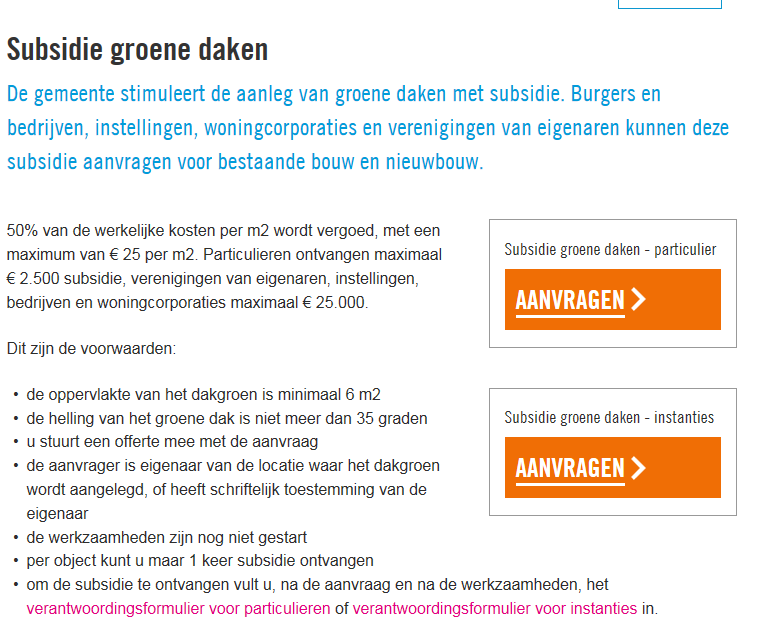 Subsidie groene daken
De gemeente stimuleert de aanleg van groene daken met subsidie. Burgers en
bedrijven, instellingen, woningcorporaties en verenigingen van eigenaren kunnen deze
subsidie aanvragen voor bestaande bouw en nieuwbouw.
50% van de werkelijke kosten per m2 wordt vergoed, met een
maximum van € 25 per m2. Particulieren ontvangen maximaal
€ 2.500 subsidie, verenigingen van eigenaren, instellingen,
bedrijven en woningcorporaties maximaal € 25.000.
Dit zijn de voorwaarden:
• de oppervlakte van het dakgroen is minimaal 6 m2
• de helling van het groene dak is niet meer dan 35 graden
• u stuurt een offerte mee met de aanvraag
• de aanvrager is eigenaar van de locatie waar het dakgroen
wordt aangelegd, of heeft schriftelijk toestemming van de
eigenaar
• de werkzaamheden zijn nog niet gestart
• per object kunt u maar 1 keer subsidie ontvangen
• om de subsidie te ontvangen vult u, na de aanvraag en na de werkzaamheden, het
verantwoordingsformulier voor particulieren of verantwoordingsformulier voor instanties in.
Subsidie groene daken - particulier
AANVRAGEN
Subsidie groene daken - instanties
AANVRAGEN